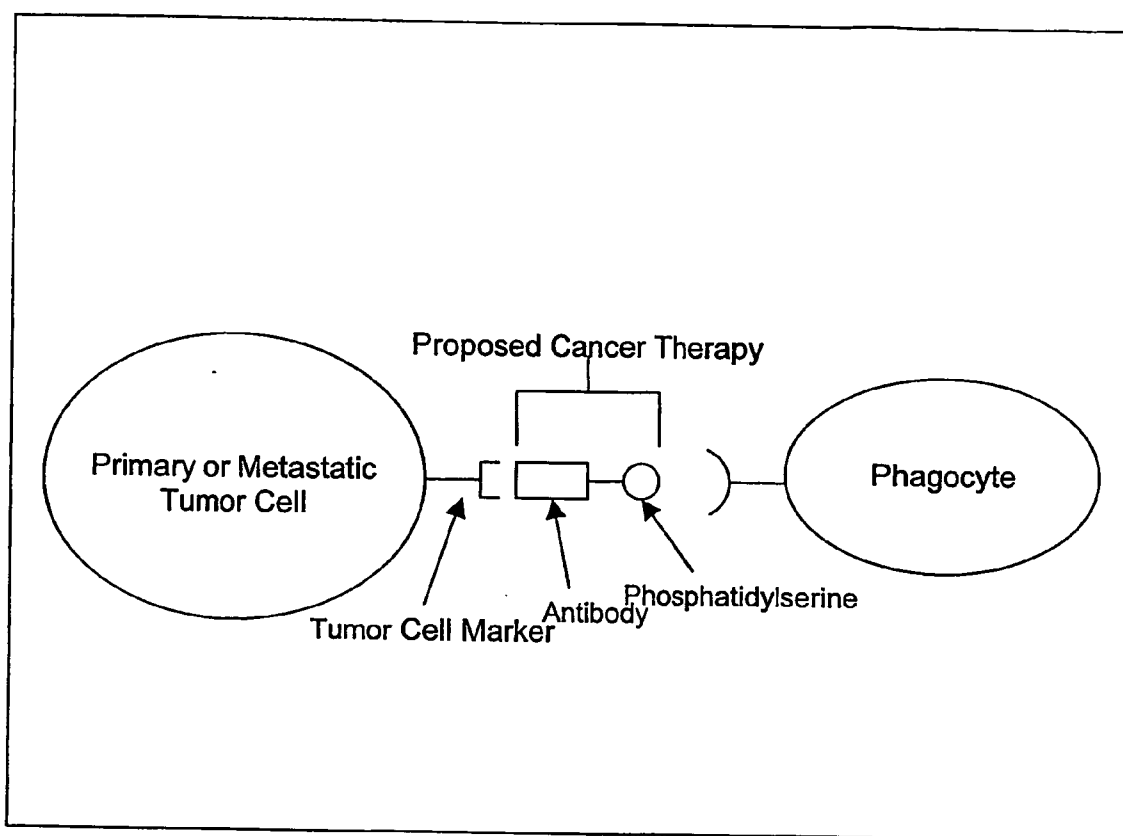 Proposed Cancer Therapy
Primary or Metastatic
Tumor Cell
Phagocyte
Phosphatidylserine
Antibody
Tumor Cell Marker